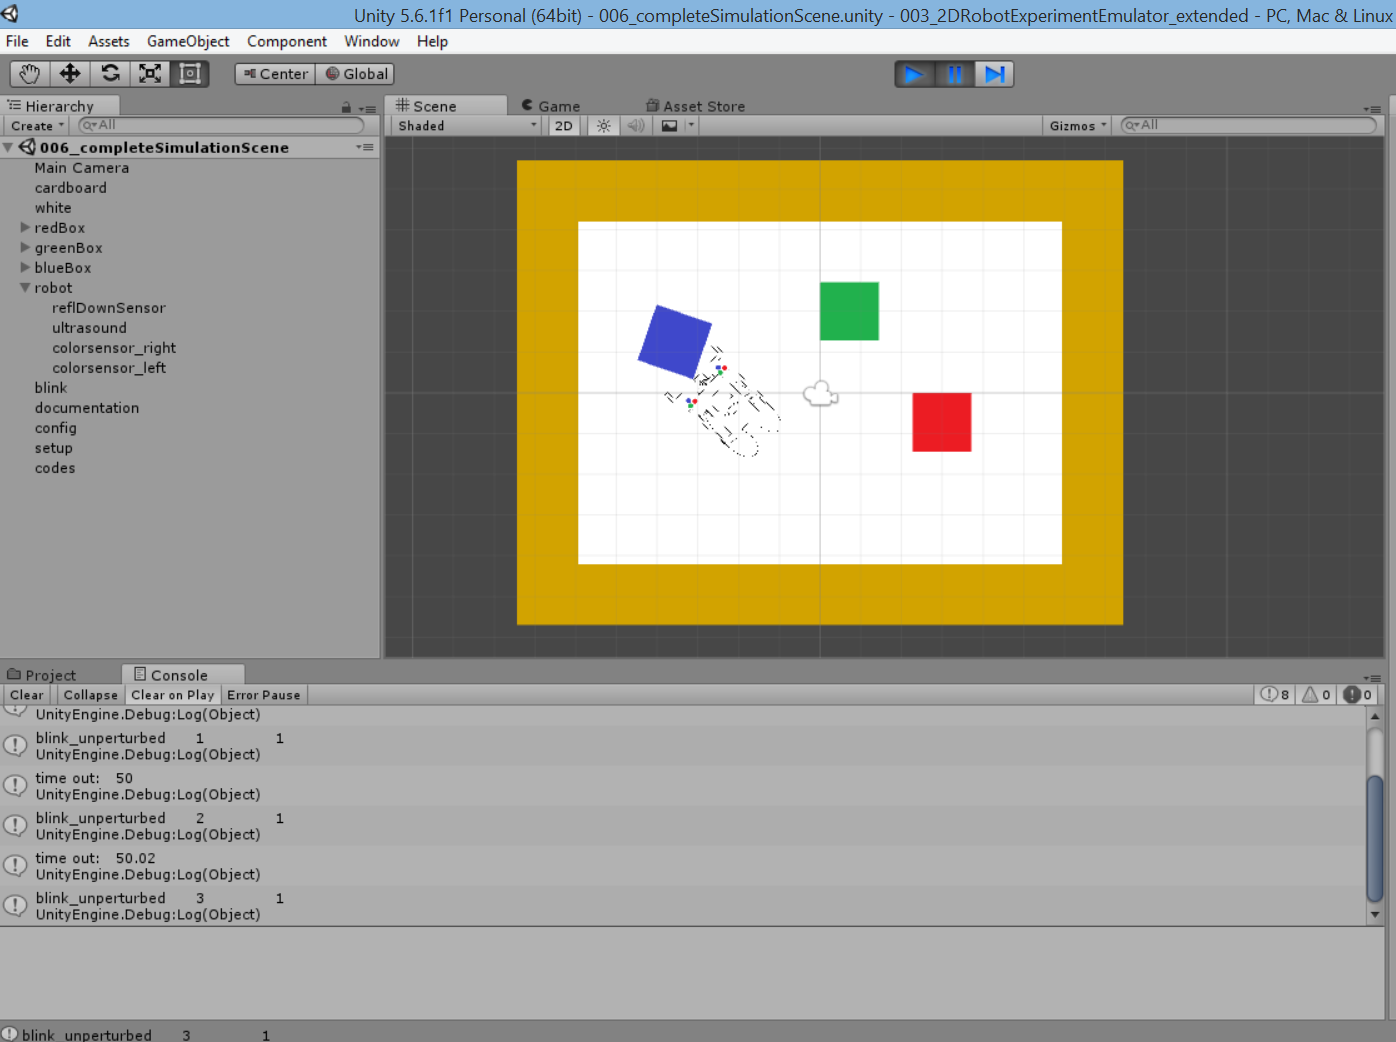 Unity 5.6.1f1 Personal (64bit) - 006_completeSimulationScene.unity - 003_2DRobotExperimentEmulator_extended - PC, Mac & Linux
File Edit Assets GameObject Component Window Help
Center Global
Hierarchy
Create All
006_completeSimulationScene
Main Camera
cardboard
white
redBox
greenBox
blueBox
robot
reflDownSensor
ultrasound
colorsensor_right
colorsensor_left
blink
documentation
config
setup
codes
Scene Game Asset Store
Shaded 2D Gizmos All
Project Console
Clear Collapse Clear on Play Error Pause 8 0 0
UnityEngine.Debug:Log(Object)
blink_unperturbed 1 1
UnityEngine.Debug:Log(Object)
time out: 50
UnityEngine.Debug:Log(Object)
blink_unperturbed 2 1
UnityEngine.Debug:Log(Object)
time out: 50.02
UnityEngine.Debug:Log(Object)
blink_unperturbed 3 1
UnityEngine.Debug:Log(Object)
blink_unperturbed 3 1